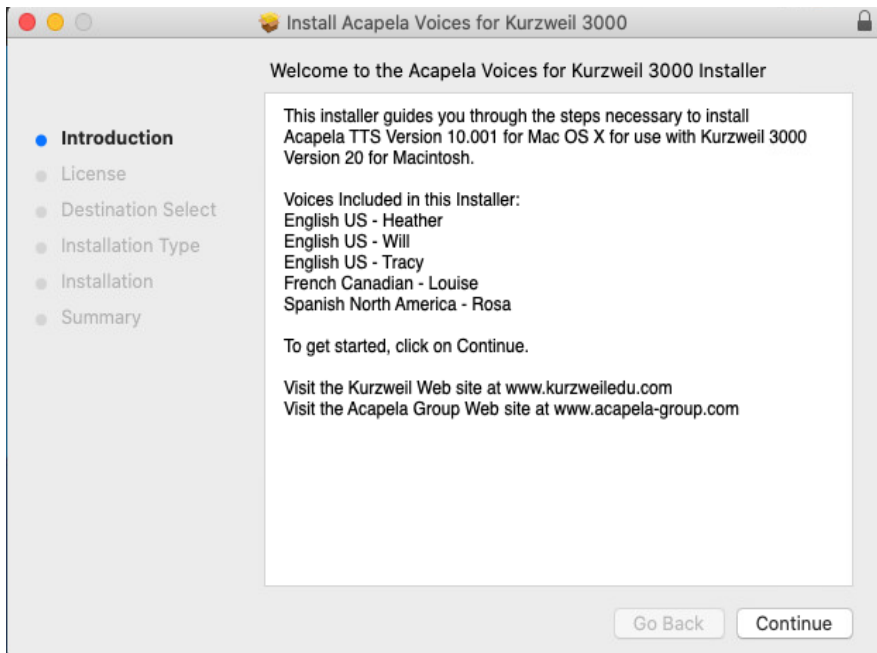 Install Acapela Voices for Kurzweil 3000
Welcome to the Acapela Voices for Kurzweil 3000 Installer
Introduction
License
Destination Select
Installation Type
Installation
Summary
This installer guides you through the steps necessary to install
Acapela TTS Version 10.001 for Mac OS X for use with Kurzweil 3000
Version 20 for Macintosh.
Voices Included in this Installer:
English US - Heather
English US - Will
English US - Tracy
French Canadian - Louise
Spanish North America - Rosa
To get started, click on Continue.
Visit the Kurzweil Web site at www.kurzweiledu.com
Visit the Acapela Group Web site at www.acapela-group.com
Go Back
Continue